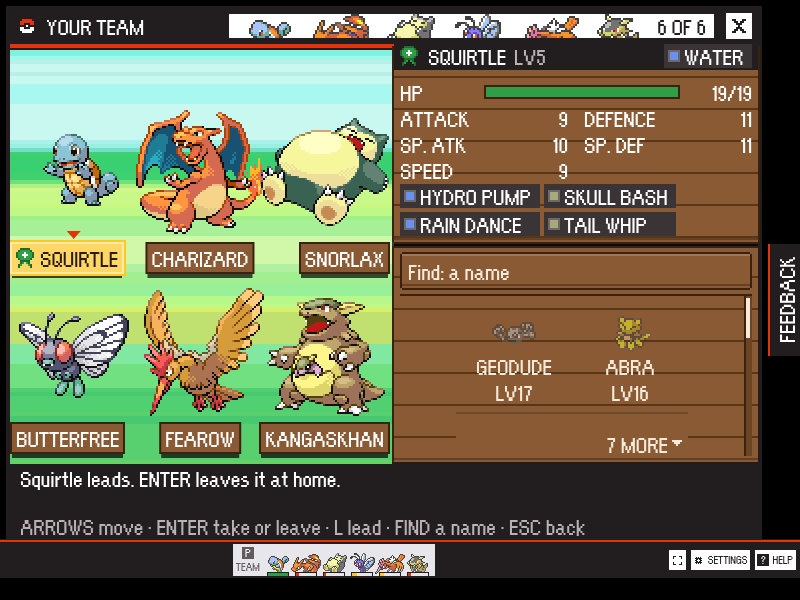 YOUR TEAM
6 OF 6
X
SQUIRTLE LV5
WATER
HP 19/19
ATTACK 9 DEFENCE 11
SP. ATK 10 SP. DEF 11
SPEED 9
HYDRO PUMP SKULL BASH
RAIN DANCE TAIL WHIP
SQUIRTLE
CHARIZARD
SNORLAX
Find: a name
GEODUDE
LV17
ABRA
LV16
7 MORE
BUTTERFREE
FEAROW
KANGASKHAN
FEEDBACK
Squirtle leads. ENTER leaves it at home.
ARROWS move · ENTER take or leave · L lead · FIND a name · ESC back
P
TEAM
SETTINGS
? HELP